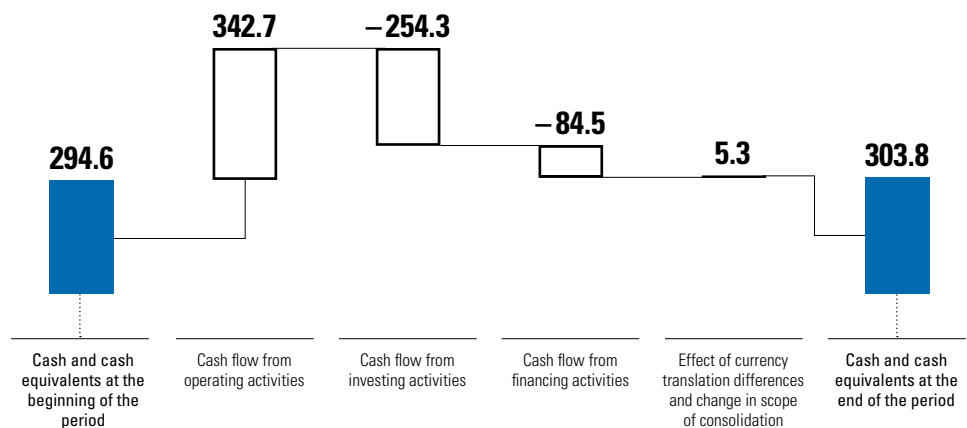 342.7
–254.3
–84.5
294.6
5.3
303.8
Cash and cash
equivalents at the
beginning of the
period
Cash flow from
operating activities
Cash flow from
investing activities
Cash flow from
financing activities
Effect of currency
translation differences
and change in scope
of consolidation
Cash and cash
equivalents at the
end of the period